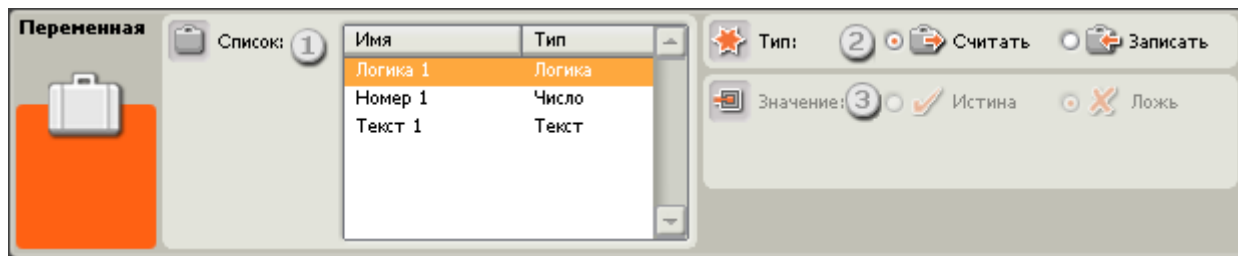 Переменная
Список: 1
Имя Тип
Логика 1 Логика
Номер 1 Число
Текст 1 Текст
Тип: 2 Считать Записать
Значение: 3 Истина Ложь